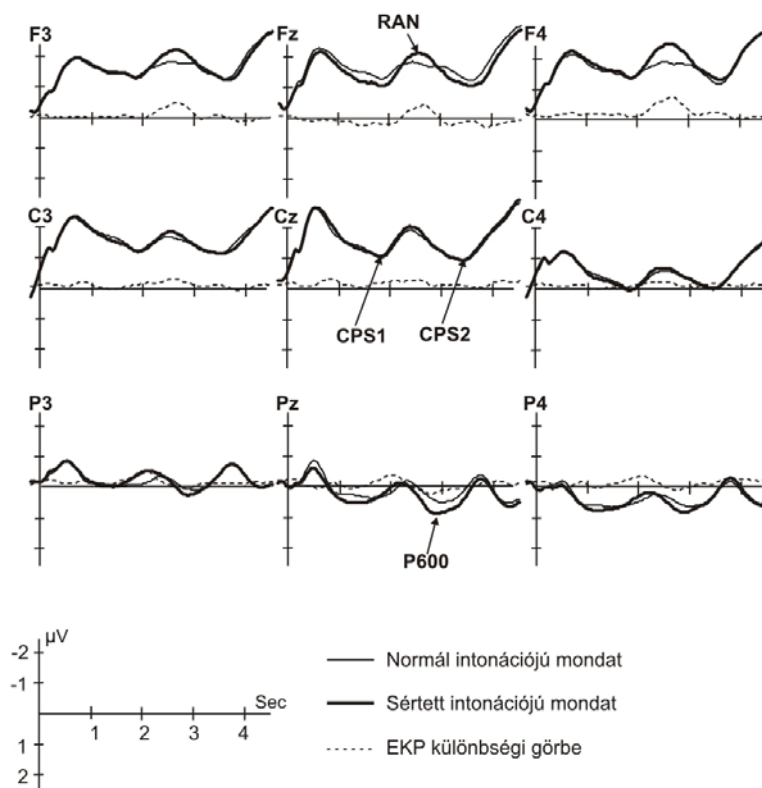 RAN
F3 Fz F4
C3 Cz C4
CPS1 CPS2
P3 Pz P4
P600
µV
-2
-1
Sec
1 2 3 4
1
2
Normál intonációjú mondat
Sértett intonációjú mondat
EKP különbségi görbe